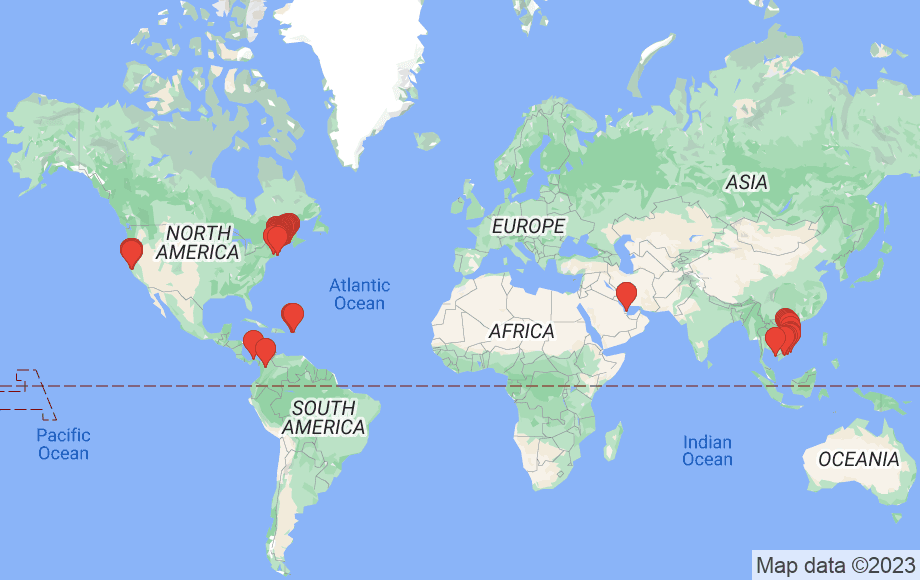 ASIA
NORTH
AMERICA
EUROPE
Atlantic
Ocean
AFRICA
SOUTH
AMERICA
Pacific
Ocean
Indian
Ocean
OCEANIA
Map data ©2023